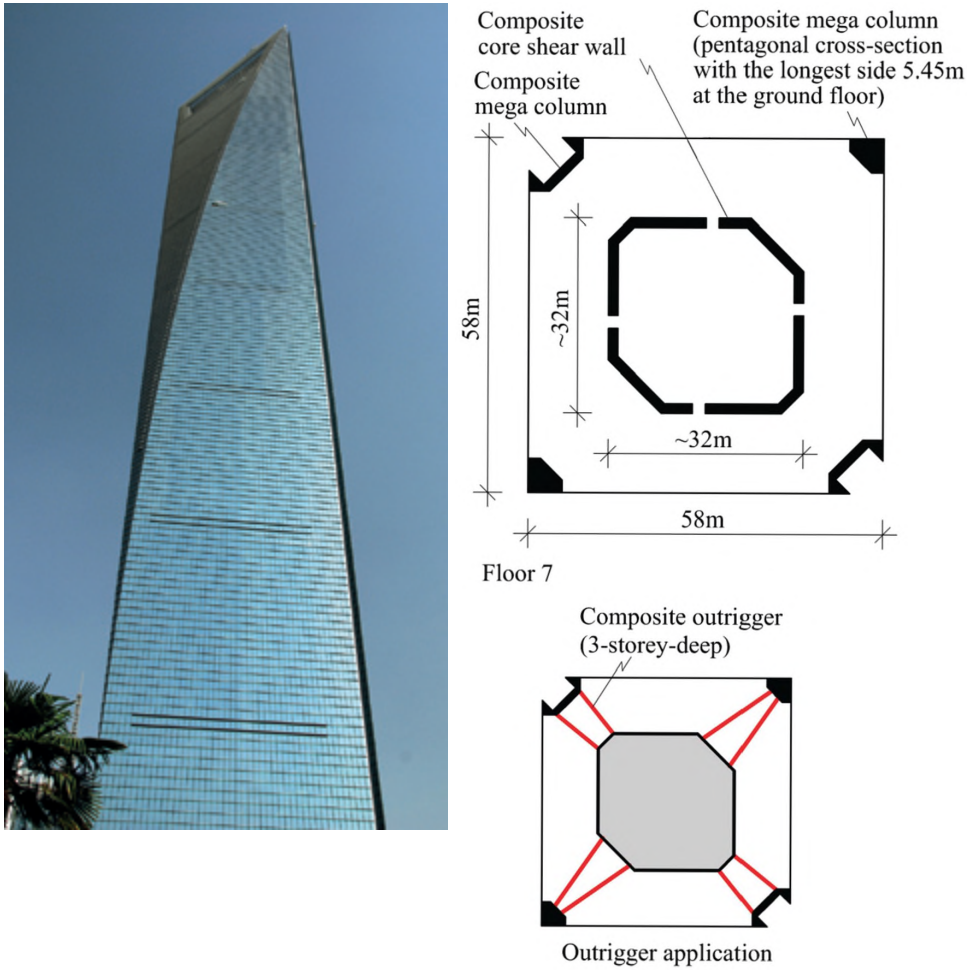 Composite
core shear wall
Composite
mega column
Composite mega column
(pentagonal cross-section
with the longest side 5.45m
at the ground floor)
58m
~32m
~32m
58m
Floor 7
Composite outrigger
(3-storey-deep)
Outrigger application